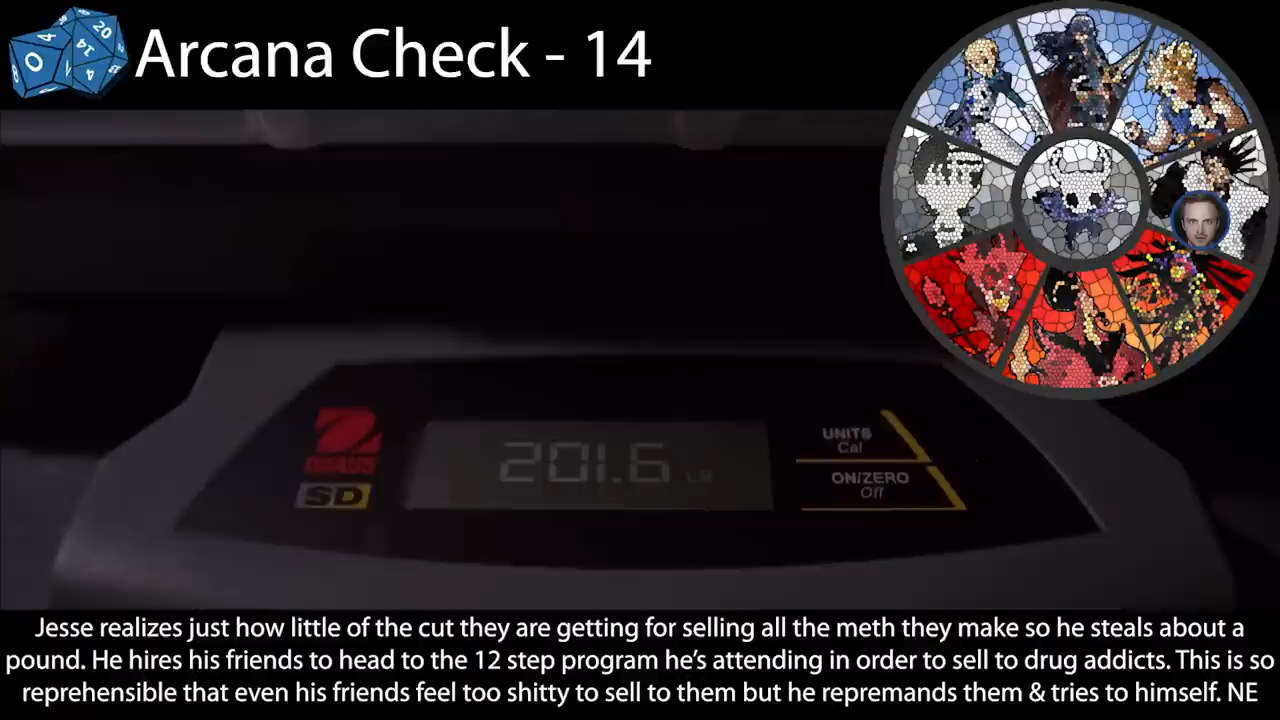 Arcana Check - 14
20
14
OHAUS
SD
201.6 LB
UNITS
Cal
ON/ZERO
Off
Jesse realizes just how little of the cut they are getting for selling all the meth they make so he steals about a
pound. He hires his friends to head to the 12 step program he's attending in order to sell to drug addicts. This is so
reprehensible that even his friends feel too shitty to sell to them but he repremands them & tries to himself. NE